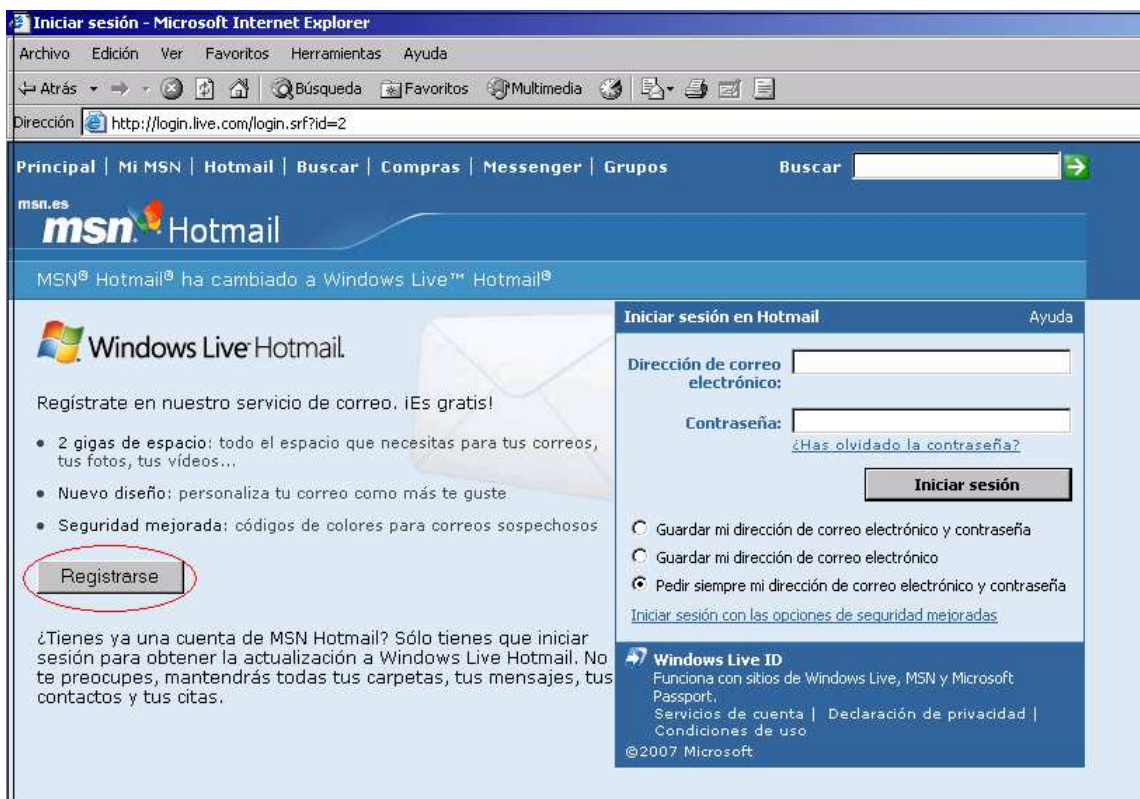 Iniciar sesión - Microsoft Internet Explorer
Archivo Edición Ver Favoritos Herramientas Ayuda
Atrás Búsqueda Favoritos Multimedia
Dirección http://login.live.com/login.srf?id=2
Principal | Mi MSN | Hotmail | Buscar | Compras | Messenger | Grupos Buscar
msn.es
msn Hotmail
MSN® Hotmail® ha cambiado a Windows Live™ Hotmail®
Windows Live™ Hotmail.
Regístrate en nuestro servicio de correo. ¡Es gratis!
• 2 gigas de espacio: todo el espacio que necesitas para tus correos,
tus fotos, tus vídeos...
• Nuevo diseño: personaliza tu correo como más te guste
• Seguridad mejorada: códigos de colores para correos sospechosos
Registrarse
¿Tienes ya una cuenta de MSN Hotmail? Sólo tienes que iniciar
sesión para obtener la actualización a Windows Live Hotmail. No
te preocupes, mantendrás todas tus carpetas, tus mensajes, tus
contactos y tus citas.
Iniciar sesión en Hotmail Ayuda
Dirección de correo
electrónico:
Contraseña:
¿Has olvidado la contraseña?
Iniciar sesión
Guardar mi dirección de correo electrónico y contraseña
Guardar mi dirección de correo electrónico
Pedir siempre mi dirección de correo electrónico y contraseña
Iniciar sesión con las opciones de seguridad mejoradas
Windows Live ID
Funciona con sitios de Windows Live, MSN y Microsoft
Passport.
Servicios de cuenta | Declaración de privacidad |
Condiciones de uso
©2007 Microsoft